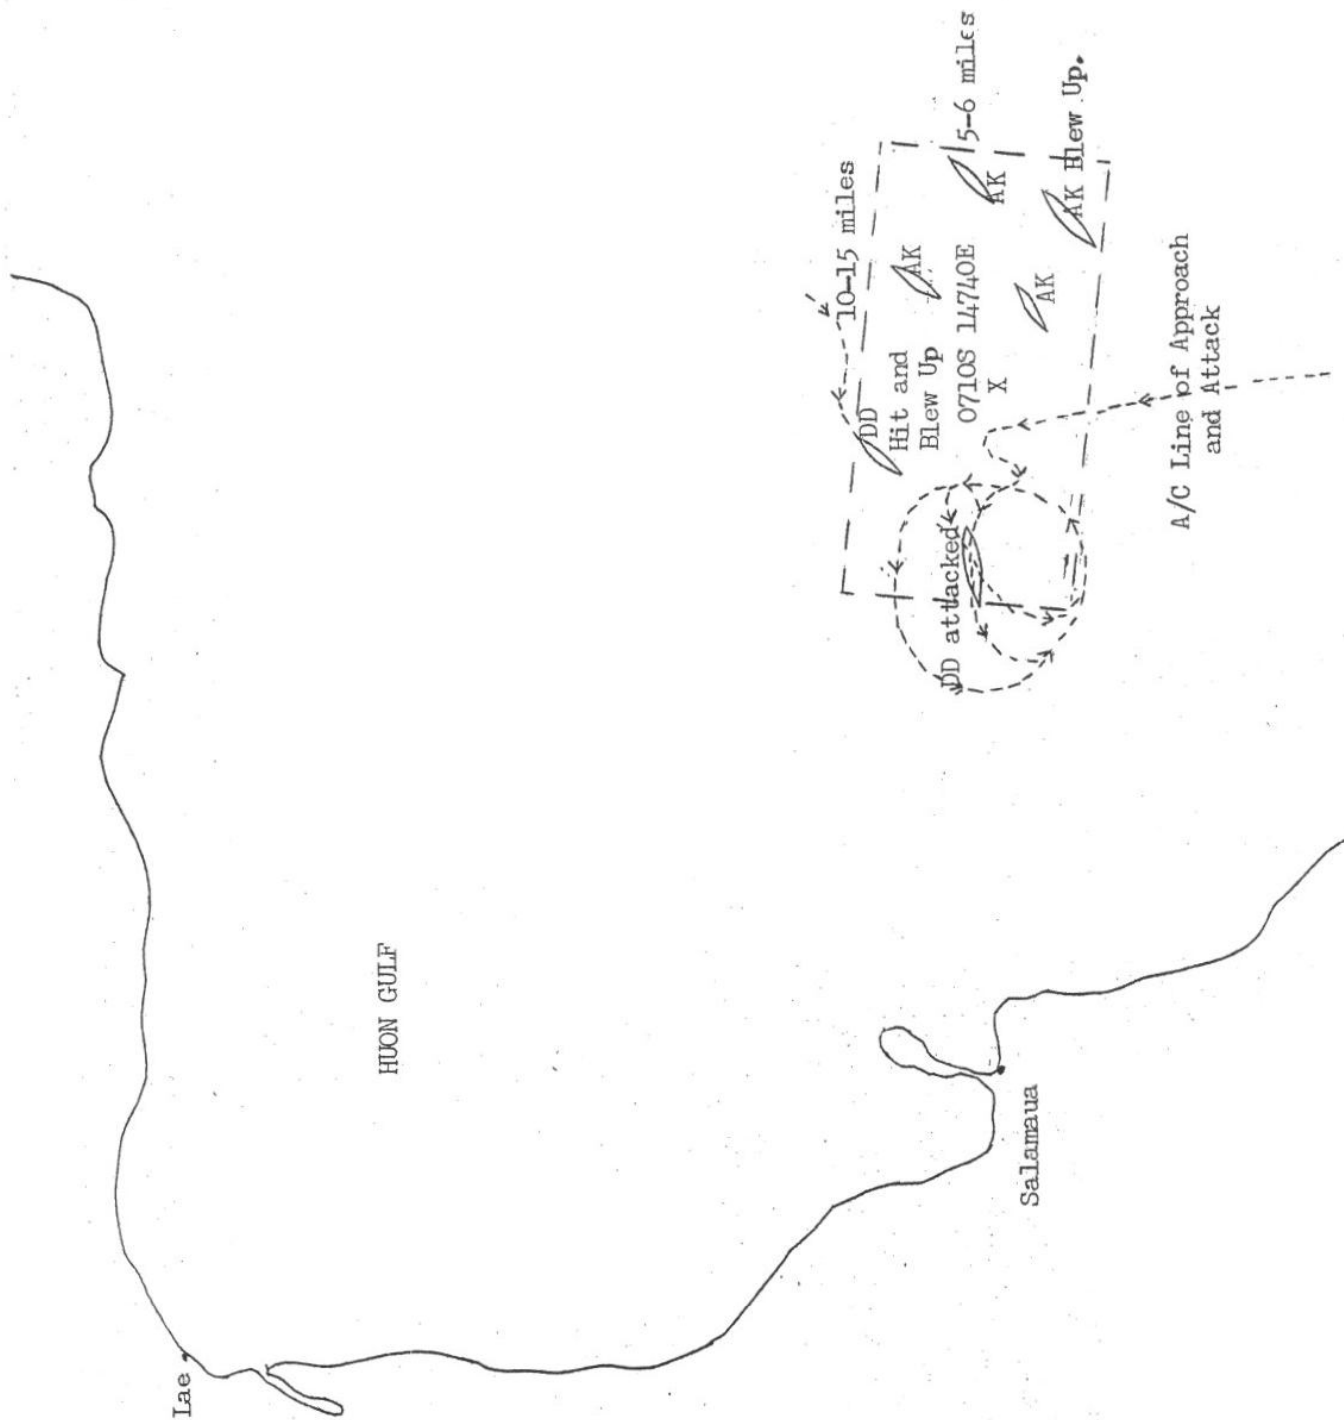 Lae
HUON GULF
Salamaua
10-15 miles
DD
Hit and
Blew Up
AK
0710S 14740E
X
DD attacked
AK
5-6 miles
AK
AK Blew Up.
A/C Line of Approach
and Attack